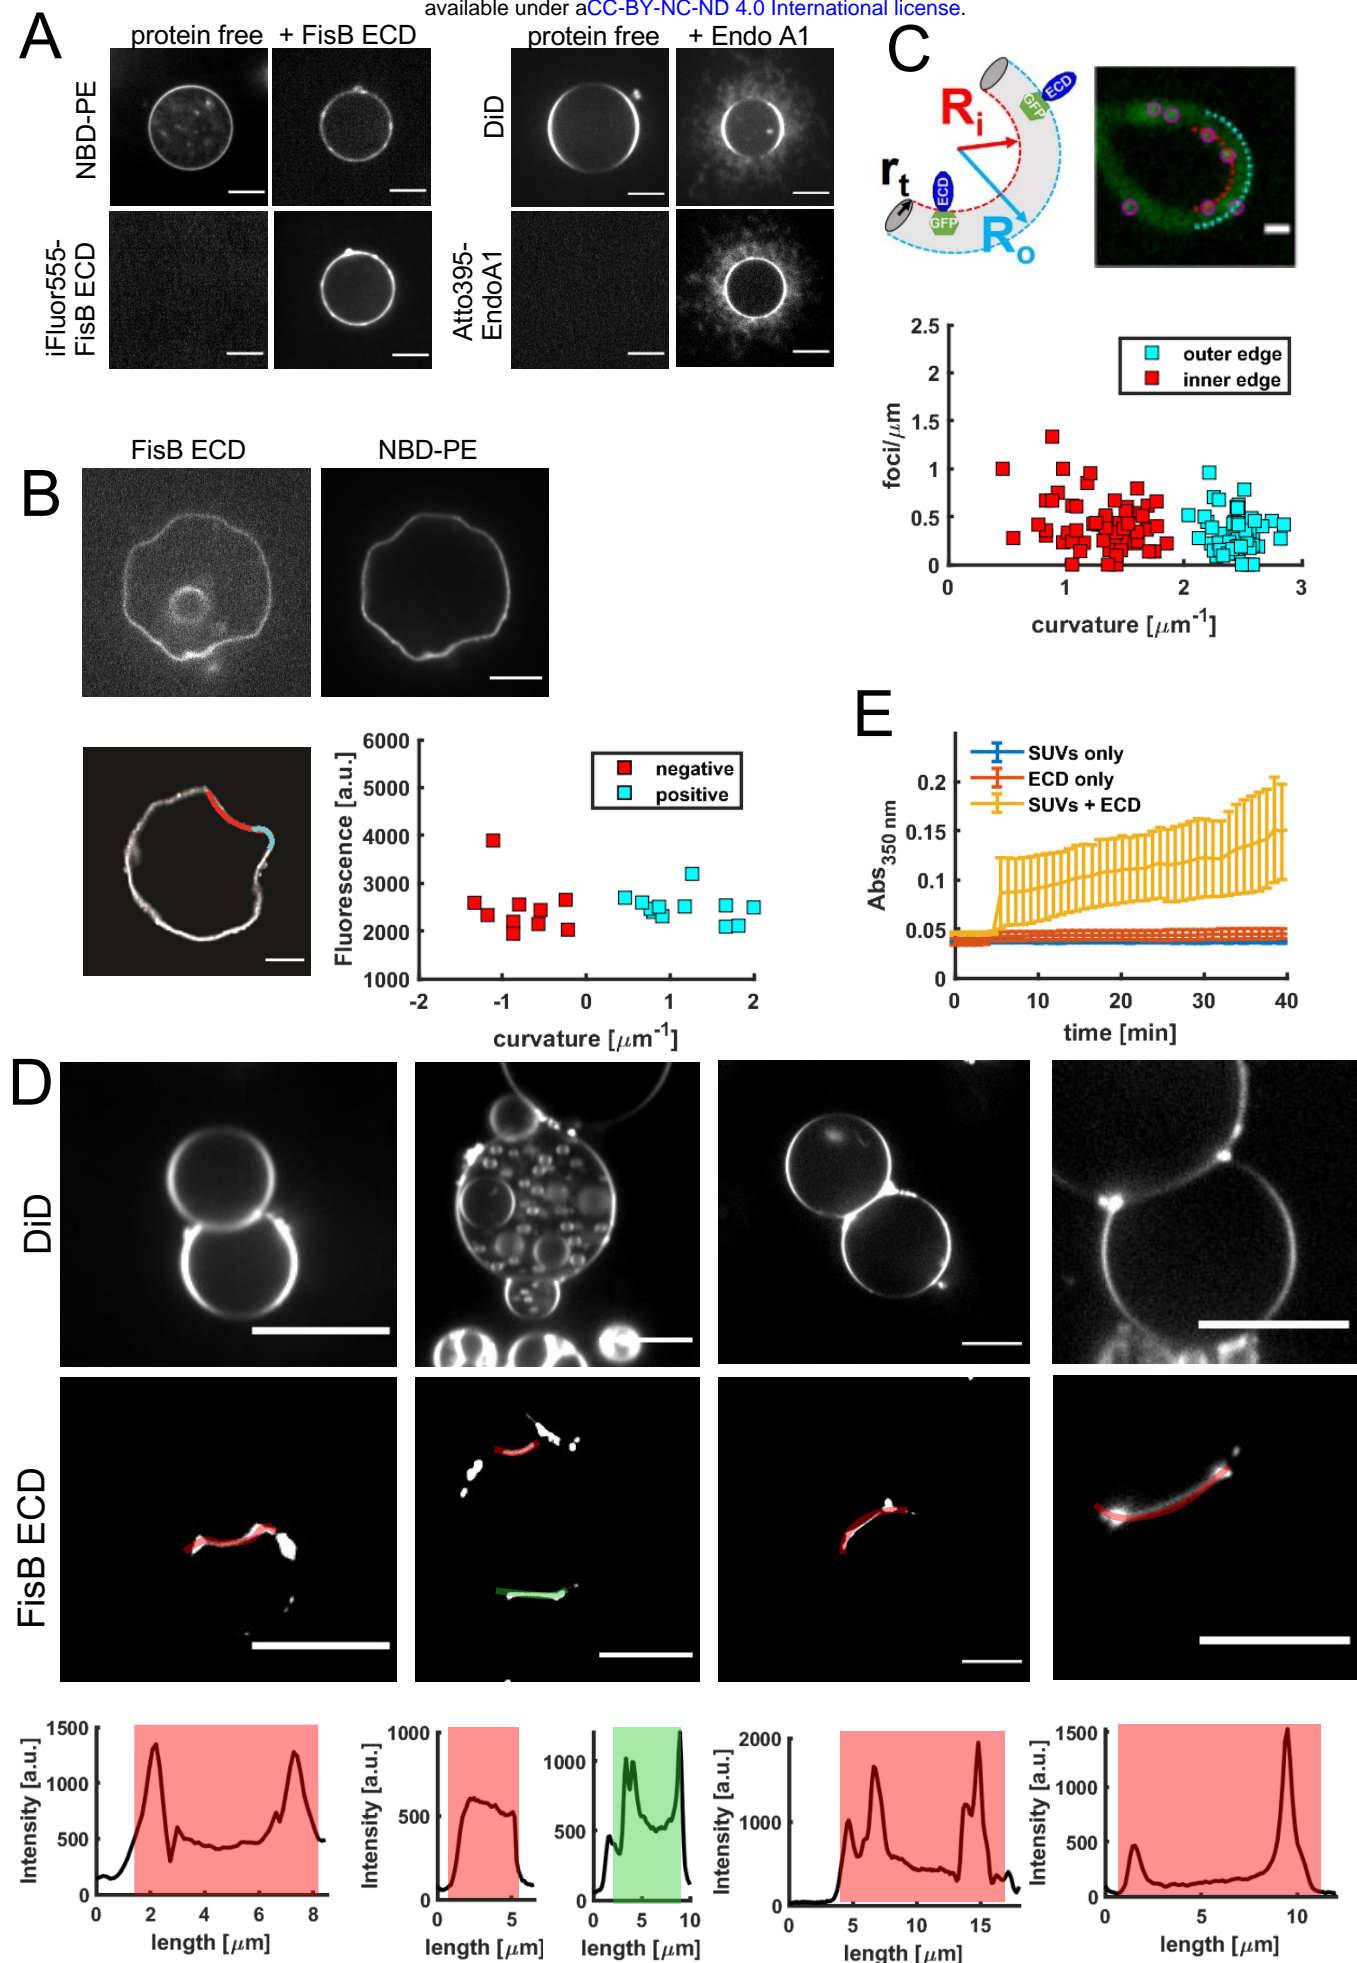 available under aCC-BY-NC-ND 4.0 International license.
A
protein free
+ FisB ECD
protein free
+ Endo A1
NBD-PE
DiD
iFluor555-
FisB ECD
Atto395-
EndoA1
C
Ri
Ro
rt
GFP
ECD
GFP
ECD
2.5
2
1.5
1
0.5
0
foci/μm
outer edge
inner edge
0
1
2
3
curvature [μm-1]
B
FisB ECD
NBD-PE
6000
5000
4000
3000
2000
1000
Fluorescence [a.u.]
negative
positive
-2
-1
0
1
2
curvature [μm-1]
E
SUVs only
ECD only
SUVs + ECD
0.2
0.15
0.1
0.05
0
Abs350 nm
0
10
20
30
40
time [min]
D
DiD
FisB ECD
1500
1000
500
0
Intensity [a.u.]
0
2
4
6
8
length [μm]
1000
500
0
Intensity [a.u.]
0
5
length [μm]
1000
500
0
0
5
10
length [μm]
2000
1000
0
Intensity [a.u.]
0
5
10
15
length [μm]
1500
1000
500
0
Intensity [a.u.]
0
5
10
length [μm]